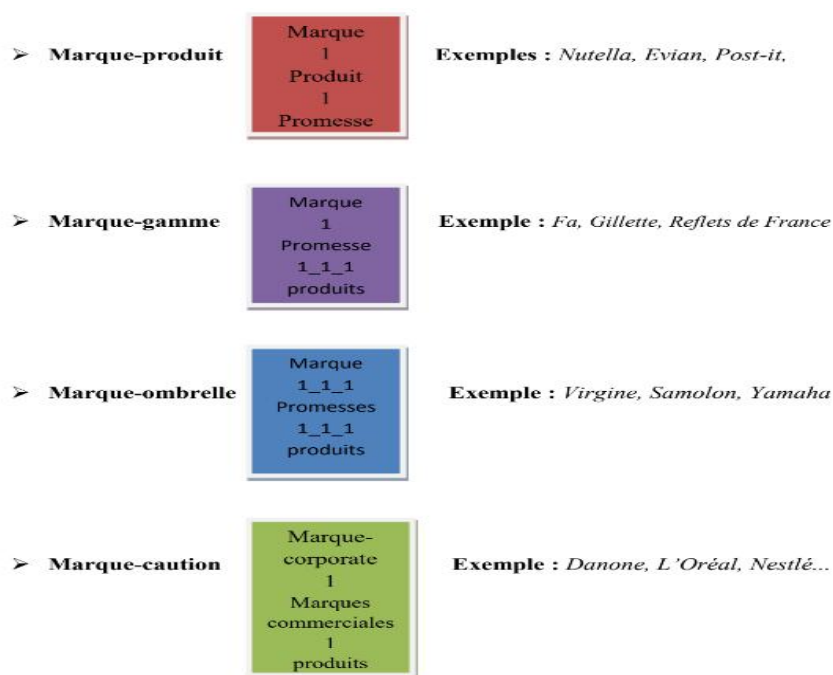 ➢ Marque-produit
Marque
1
Produit
1
Promesse
Exemples : Nutella, Evian, Post-it,
➢ Marque-gamme
Marque
1
Promesse
1_1_1
produits
Exemple : Fa, Gillette, Reflets de France
➢ Marque-ombrelle
Marque
1_1_1
Promesses
1_1_1
produits
Exemple : Virgine, Samolon, Yamaha
➢ Marque-caution
Marque-
corporate
1
Marques
commerciales
1
produits
Exemple : Danone, L'Oréal, Nestlé...